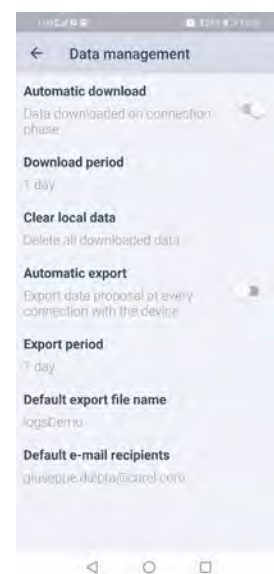 ← Data management
Automatic download
Data downloaded on connection
phase
Download period
1 day
Clear local data
Delete all downloaded data
Automatic export
Export data proposal at every
connection with the device
Export period
1 day
Default export file name
logsDemo
Default e-mail recipients
giuseppe.dalpra@carel.com